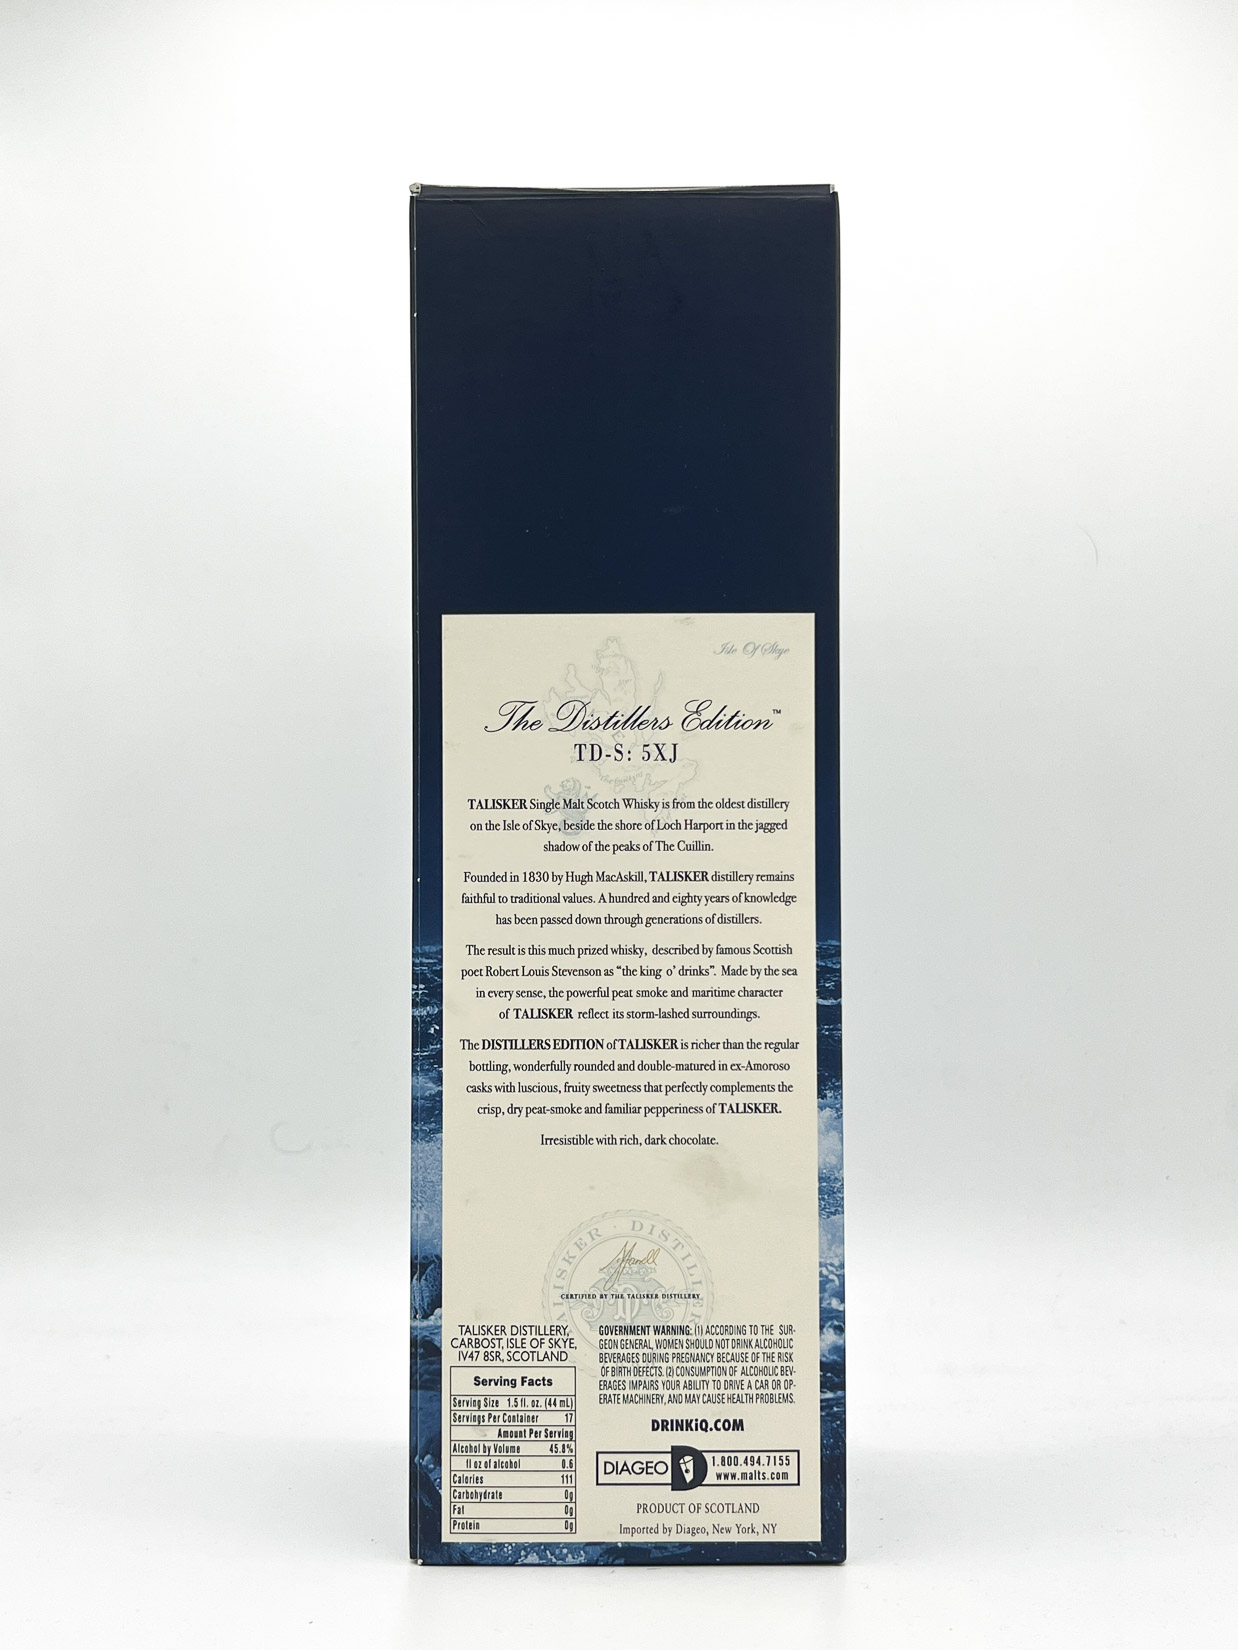 Isle Of Skye
The Distillers Edition™
TD-S: 5XJ
TALISKER Single Malt Scotch Whisky is from the oldest distillery
on the Isle of Skye, beside the shore of Loch Harport in the jagged
shadow of the peaks of The Cuillin.
Founded in 1830 by Hugh MacAskill, TALISKER distillery remains
faithful to traditional values. A hundred and eighty years of knowledge
has been passed down through generations of distillers.
The result is this much prized whisky, described by famous Scottish
poet Robert Louis Stevenson as "the king o' drinks". Made by the sea
in every sense, the powerful peat smoke and maritime character
of TALISKER reflect its storm-lashed surroundings.
The DISTILLERS EDITION of TALISKER is richer than the regular
bottling, wonderfully rounded and double-matured in ex-Amoroso
casks with luscious, fruity sweetness that perfectly complements the
crisp, dry peat-smoke and familiar pepperiness of TALISKER.
Irresistible with rich, dark chocolate.
CERTIFIED BY THE TALISKER DISTILLERY
TALISKER DISTILLERY,
CARBOST, ISLE OF SKYE,
IV47 8SR, SCOTLAND
Serving Facts
Serving Size 1.5 fl. oz. (44 mL)
Servings Per Container 17
Amount Per Serving
Alcohol by Volume 45.8%
fl oz of alcohol 0.6
Calories 111
Carbohydrate 0g
Fat 0g
Protein 0g
GOVERNMENT WARNING: (1) ACCORDING TO THE SUR-
GEON GENERAL, WOMEN SHOULD NOT DRINK ALCOHOLIC
BEVERAGES DURING PREGNANCY BECAUSE OF THE RISK
OF BIRTH DEFECTS. (2) CONSUMPTION OF ALCOHOLIC BEV-
ERAGES IMPAIRS YOUR ABILITY TO DRIVE A CAR OR OP-
ERATE MACHINERY, AND MAY CAUSE HEALTH PROBLEMS.
DRINKiQ.COM
DIAGEO
1.800.494.7155
www.malts.com
PRODUCT OF SCOTLAND
Imported by Diageo, New York, NY